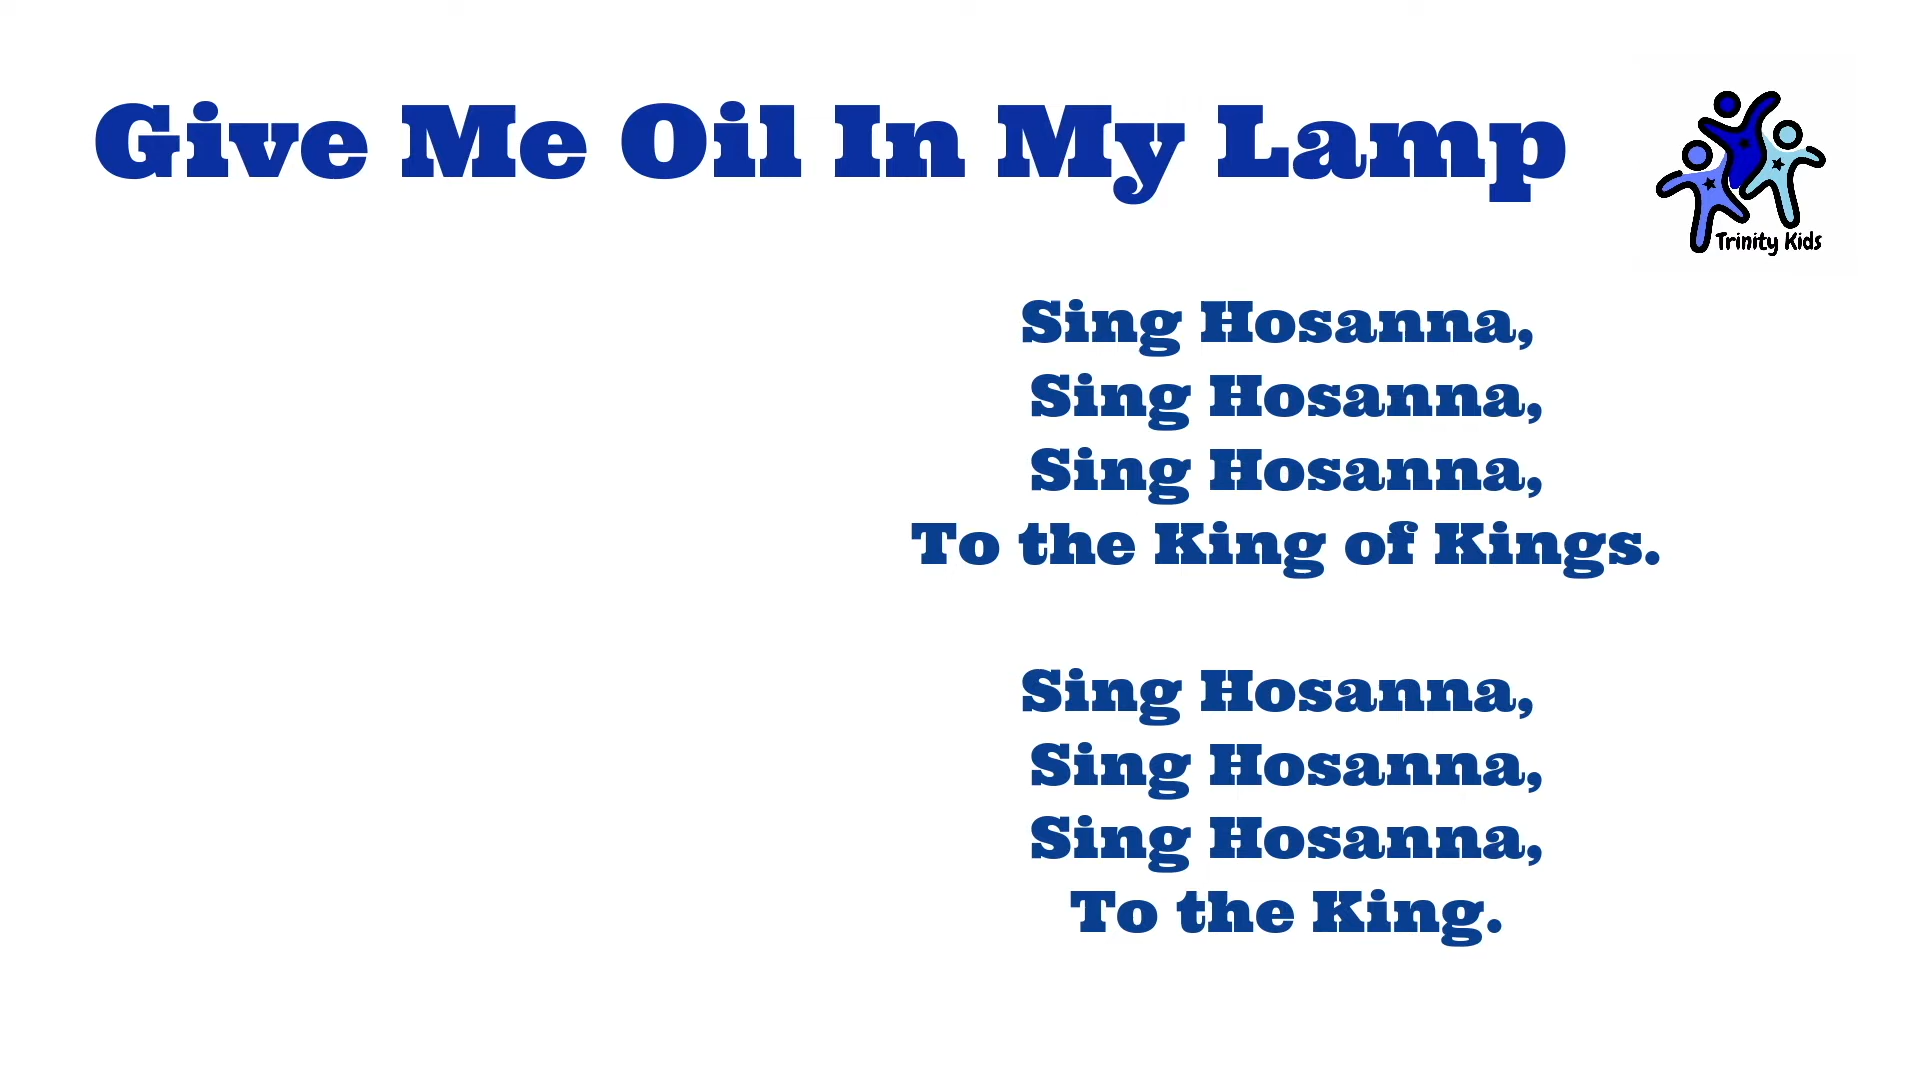 Give Me Oil In My Lamp
Trinity Kids
Sing Hosanna,
Sing Hosanna,
Sing Hosanna,
To the King of Kings.
Sing Hosanna,
Sing Hosanna,
Sing Hosanna,
To the King.